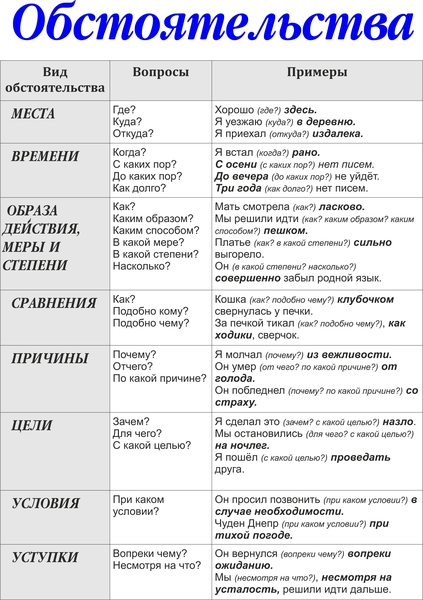 Обстоятельства
Вид обстоятельства
Вопросы
Примеры
МЕСТА
Где?
Куда?
Откуда?
Хорошо (где?) здесь.
Я уезжаю (куда?) в деревню.
Я приехал (откуда?) издалека.
ВРЕМЕНИ
Когда?
С каких пор?
До каких пор?
Как долго?
Я встал (когда?) рано.
С осени (с каких пор?) нет писем.
До вечера (до каких пор?) не уйдёт.
Три года (как долго?) нет писем.
ОБРАЗА
ДЕЙСТВИЯ,
МЕРЫ И
СТЕПЕНИ
Как?
Каким образом?
Каким способом?
В какой мере?
В какой степени?
Насколько?
Мать смотрела (как?) ласково.
Мы решили идти (как? каким образом? каким
способом?) пешком.
Платье (как? в какой степени?) сильно
выгорело.
Он (в какой степени? насколько?)
совершенно забыл родной язык.
СРАВНЕНИЯ
Как?
Подобно кому?
Подобно чему?
Кошка (как? подобно чему?) клубочком
свернулась у печки.
За печкой тикал (как? подобно чему?), как
ходики, сверчок.
ПРИЧИНЫ
Почему?
Отчего?
По какой причине?
Я молчал (почему?) из вежливости.
Он умер (от чего? по какой причине?) от
голода.
Он побледнел (почему? по какой причине?) со
страху.
ЦЕЛИ
Зачем?
Для чего?
С какой целью?
Я сделал это (зачем? с какой целью?) назло.
Мы остановились (для чего? с какой целью?)
на ночлег.
Я пошёл (с какой целью?) проведать
друга.
УСЛОВИЯ
При каком
условии?
Он просил позвонить (при каком условии?) в
случае необходимости.
Чуден Днепр (при каком условии?) при
тихой погоде.
УСТУПКИ
Вопреки чему?
Несмотря на что?
Он вернулся (вопреки чему?) вопреки
ожиданию.
Мы (несмотря на что?), несмотря на
усталость, решили идти дальше.